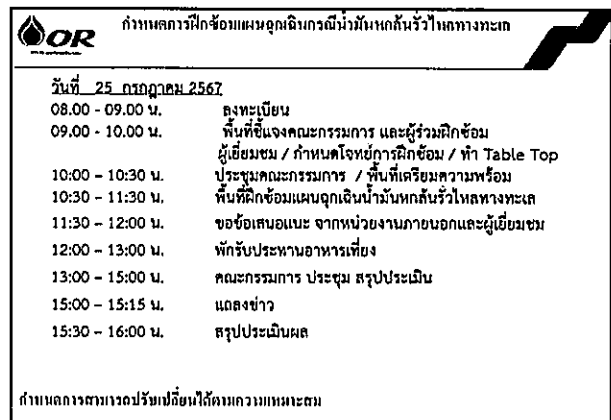 กำหนดการฝึกซ้อมแผนฉุกเฉินกรณีน้ำมันหกล้นรั่วไหลทางทะเล
OR
วันที่ 25 กรกฎาคม 2567
08.00 - 09.00 น. ลงทะเบียน
09.00 - 10.00 น. พื้นที่ชี้แจงคณะกรรมการ และผู้ร่วมฝึกซ้อม
ผู้เยี่ยมชม / กำหนดโจทย์การฝึกซ้อม / ทำ Table Top
10:00 – 10:30 น. ประชุมคณะกรรมการ / พื้นที่เตรียมความพร้อม
10:30 – 11:30 น. พื้นที่ฝึกซ้อมแผนฉุกเฉินน้ำมันหกล้นรั่วไหลทางทะเล
11:30 – 12:00 น. ขอข้อเสนอแนะ จากหน่วยงานภายนอกและผู้เยี่ยมชม
12:00 – 13:00 น. พักรับประทานอาหารเที่ยง
13:00 – 15:00 น. คณะกรรมการ ประชุม สรุปประเมิน
15:00 – 15:15 น. แถลงข่าว
15:30 – 16:00 น. สรุปประเมินผล
กำหนดการสามารถปรับเปลี่ยนได้ตามความเหมาะสม